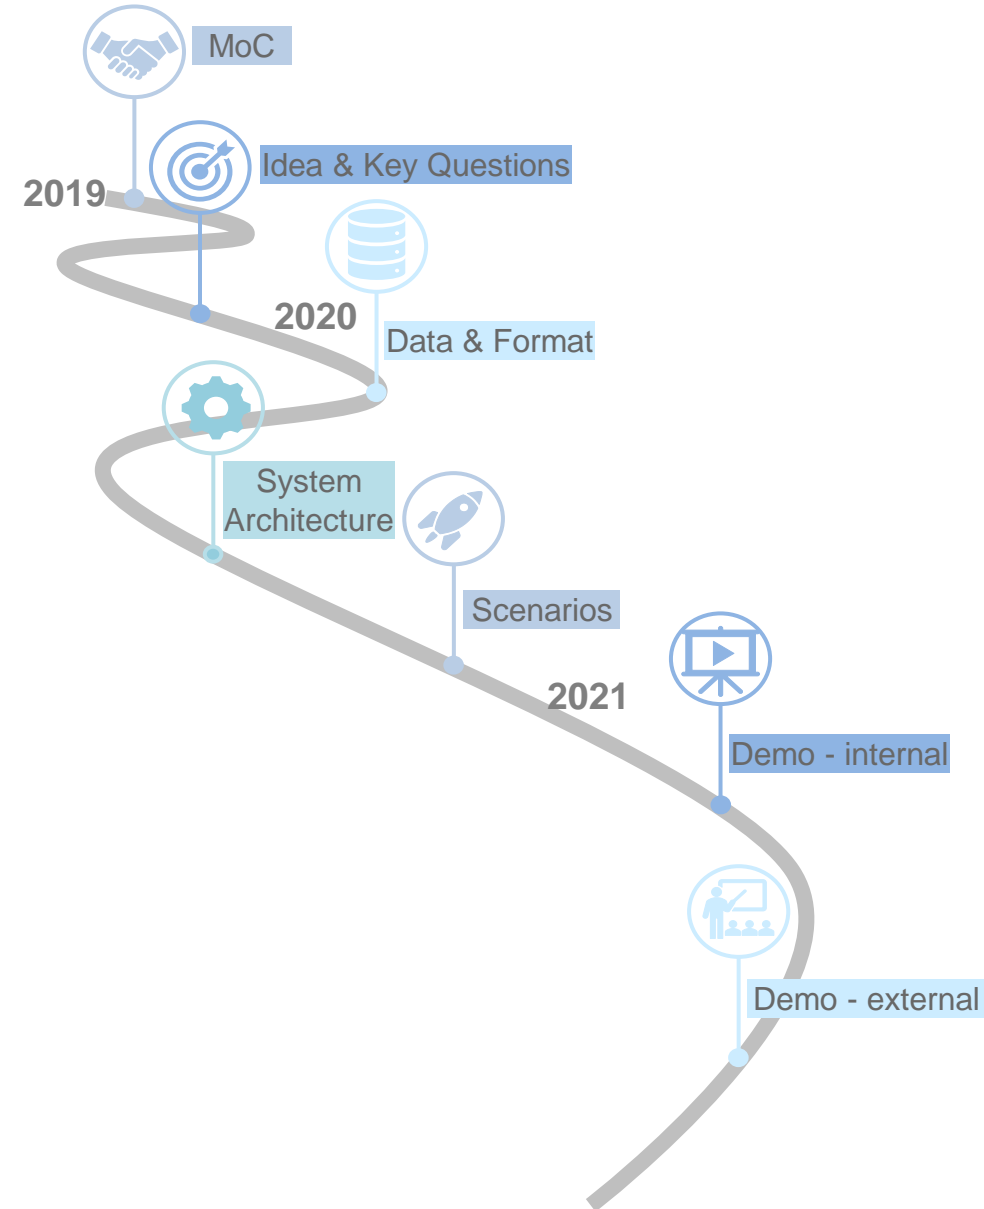 MoC
Idea & Key Questions
2019
2020
Data & Format
System
Architecture
Scenarios
2021
Demo - internal
Demo - external